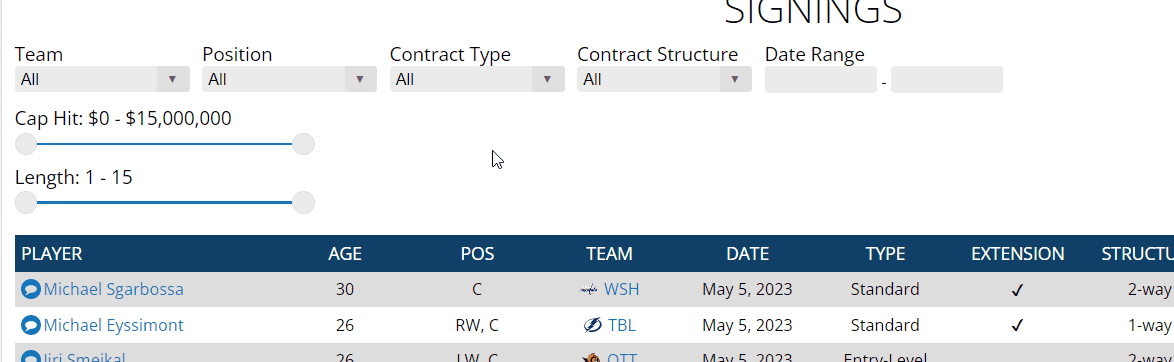 SIGNINGS
Team Position Contract Type Contract Structure Date Range
All All All All -
Cap Hit: $0 - $15,000,000
Length: 1 - 15
PLAYER AGE POS TEAM DATE TYPE EXTENSION STRUCTU
Michael Sgarbossa 30 C WSH May 5, 2023 Standard ✓ 2-way
Michael Eyssimont 26 RW, C TBL May 5, 2023 Standard ✓ 1-way
Jiri Smejkal 26 LW, C OTT May 5, 2023 Entry-Level 2-way